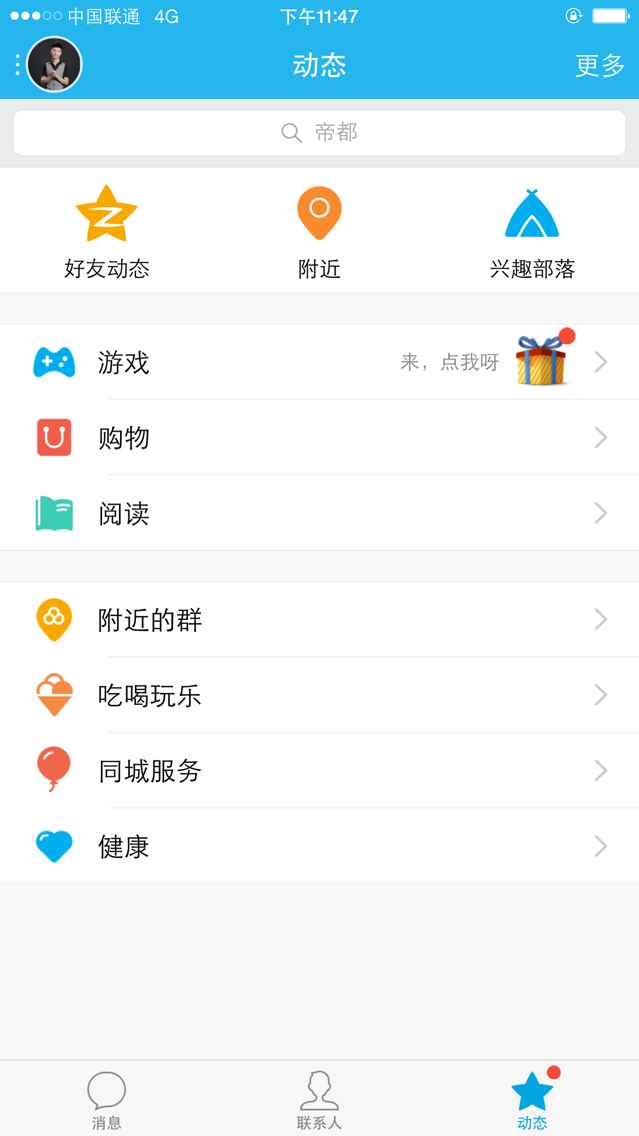 中国联通 4G 下午11:47
动态 更多
帝都
好友动态 附近 兴趣部落
游戏 来，点我呀
购物
阅读
附近的群
吃喝玩乐
同城服务
健康
消息 联系人 动态